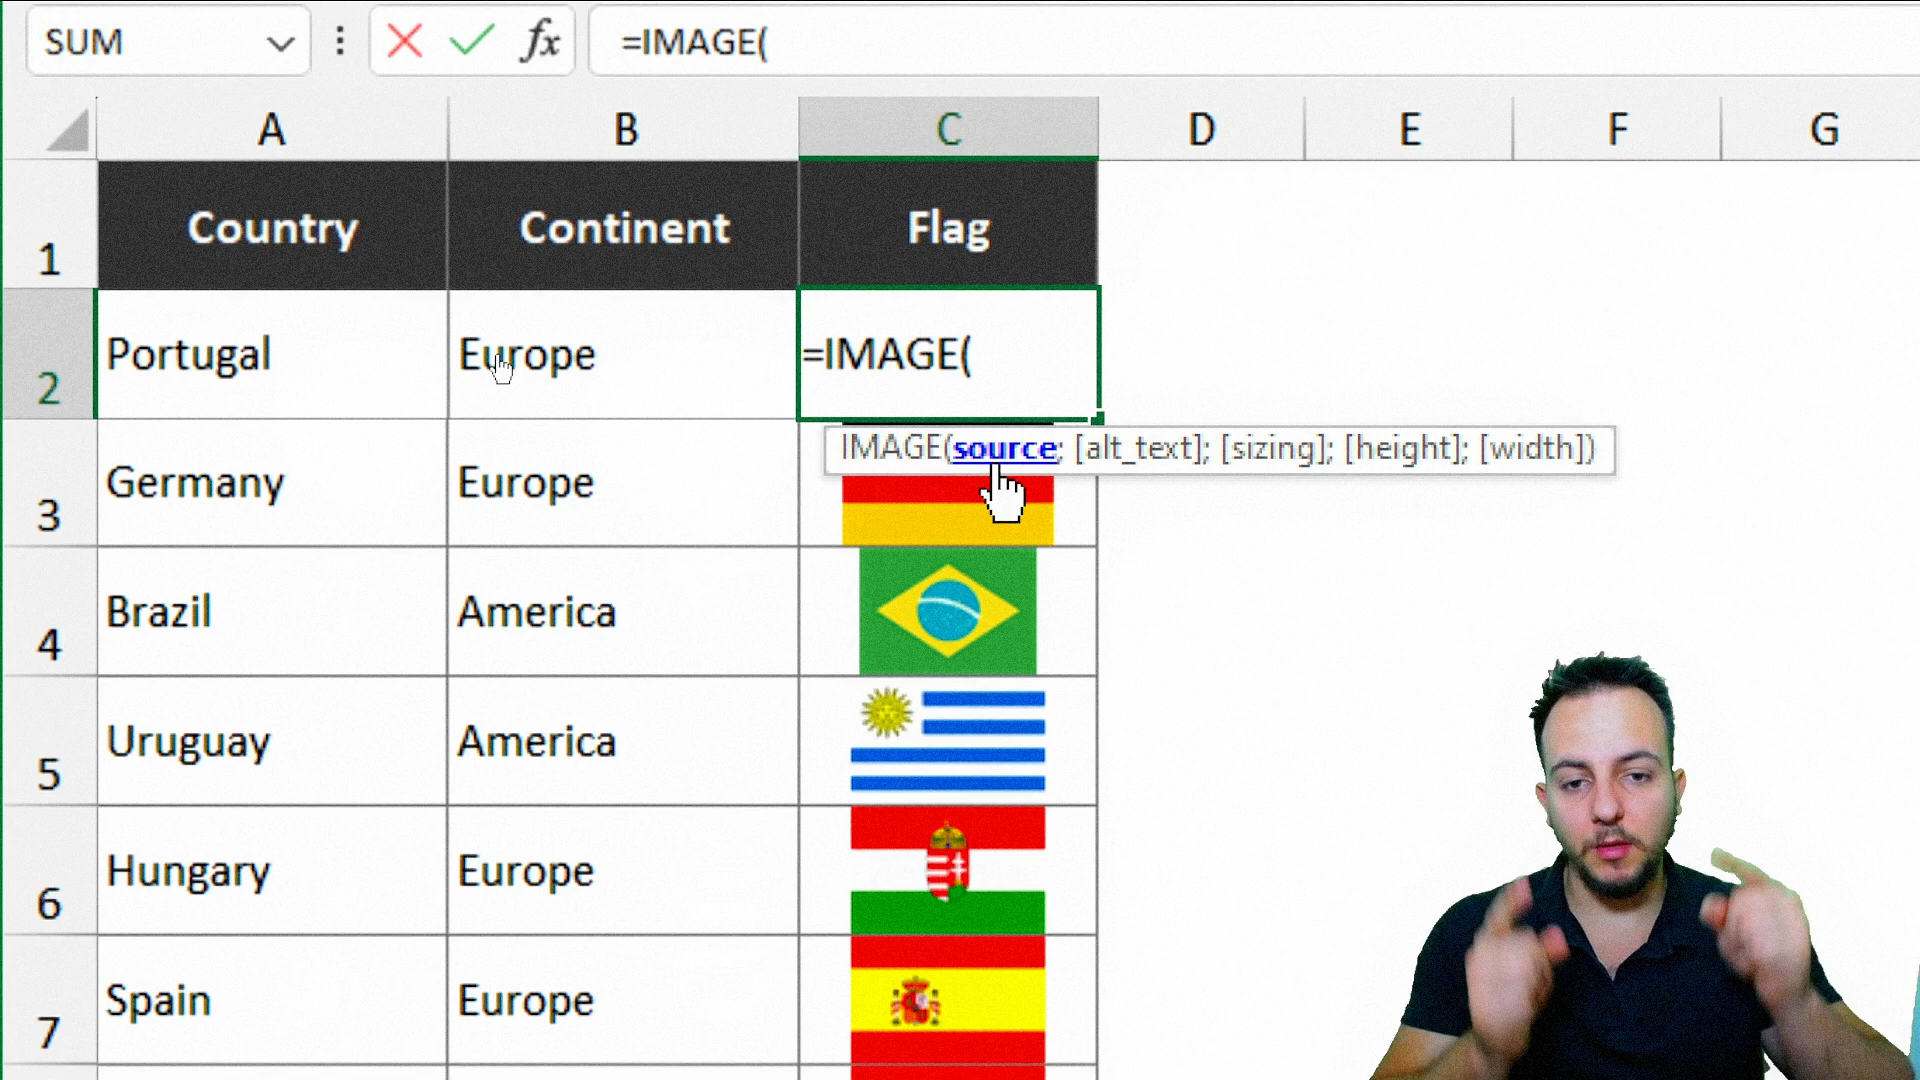 SUM =IMAGE(
A B C D E F G
1 Country Continent Flag
2 Portugal Europe =IMAGE(
IMAGE(source; [alt_text]; [sizing]; [height]; [width])
3 Germany Europe
4 Brazil America
5 Uruguay America
6 Hungary Europe
7 Spain Europe